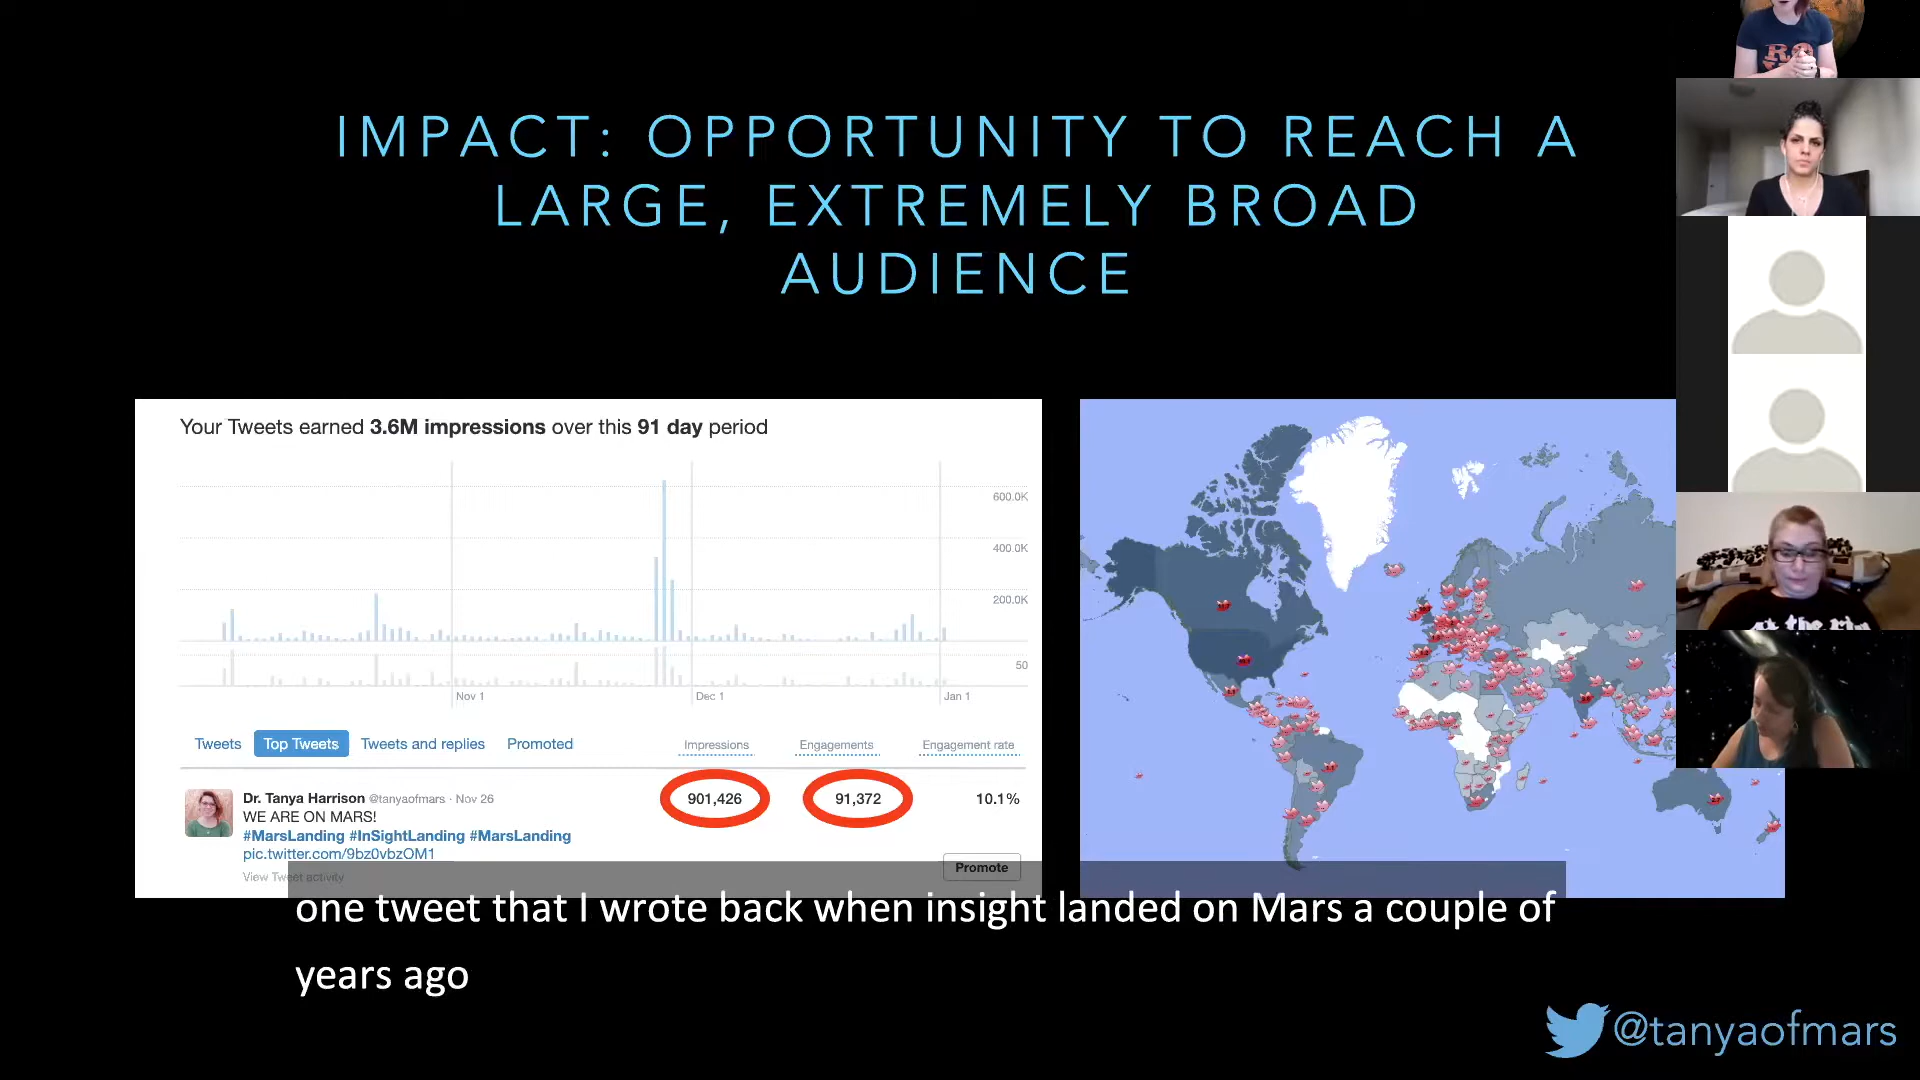 IMPACT: OPPORTUNITY TO REACH A
LARGE, EXTREMELY BROAD
AUDIENCE
Your Tweets earned 3.6M impressions over this 91 day period
600.0K
400.0K
200.0K
50
Nov 1
Dec 1
Jan 1
Tweets
Top Tweets
Tweets and replies
Promoted
Impressions
Engagements
Engagement rate
Dr. Tanya Harrison @tanyaofmars · Nov 26
WE ARE ON MARS!
#MarsLanding #InSightLanding #MarsLanding
pic.twitter.com/9bz0vbzOM1
View Tweet activity
901,426
91,372
10.1%
Promote
one tweet that I wrote back when insight landed on Mars a couple of
years ago
@tanyaofmars